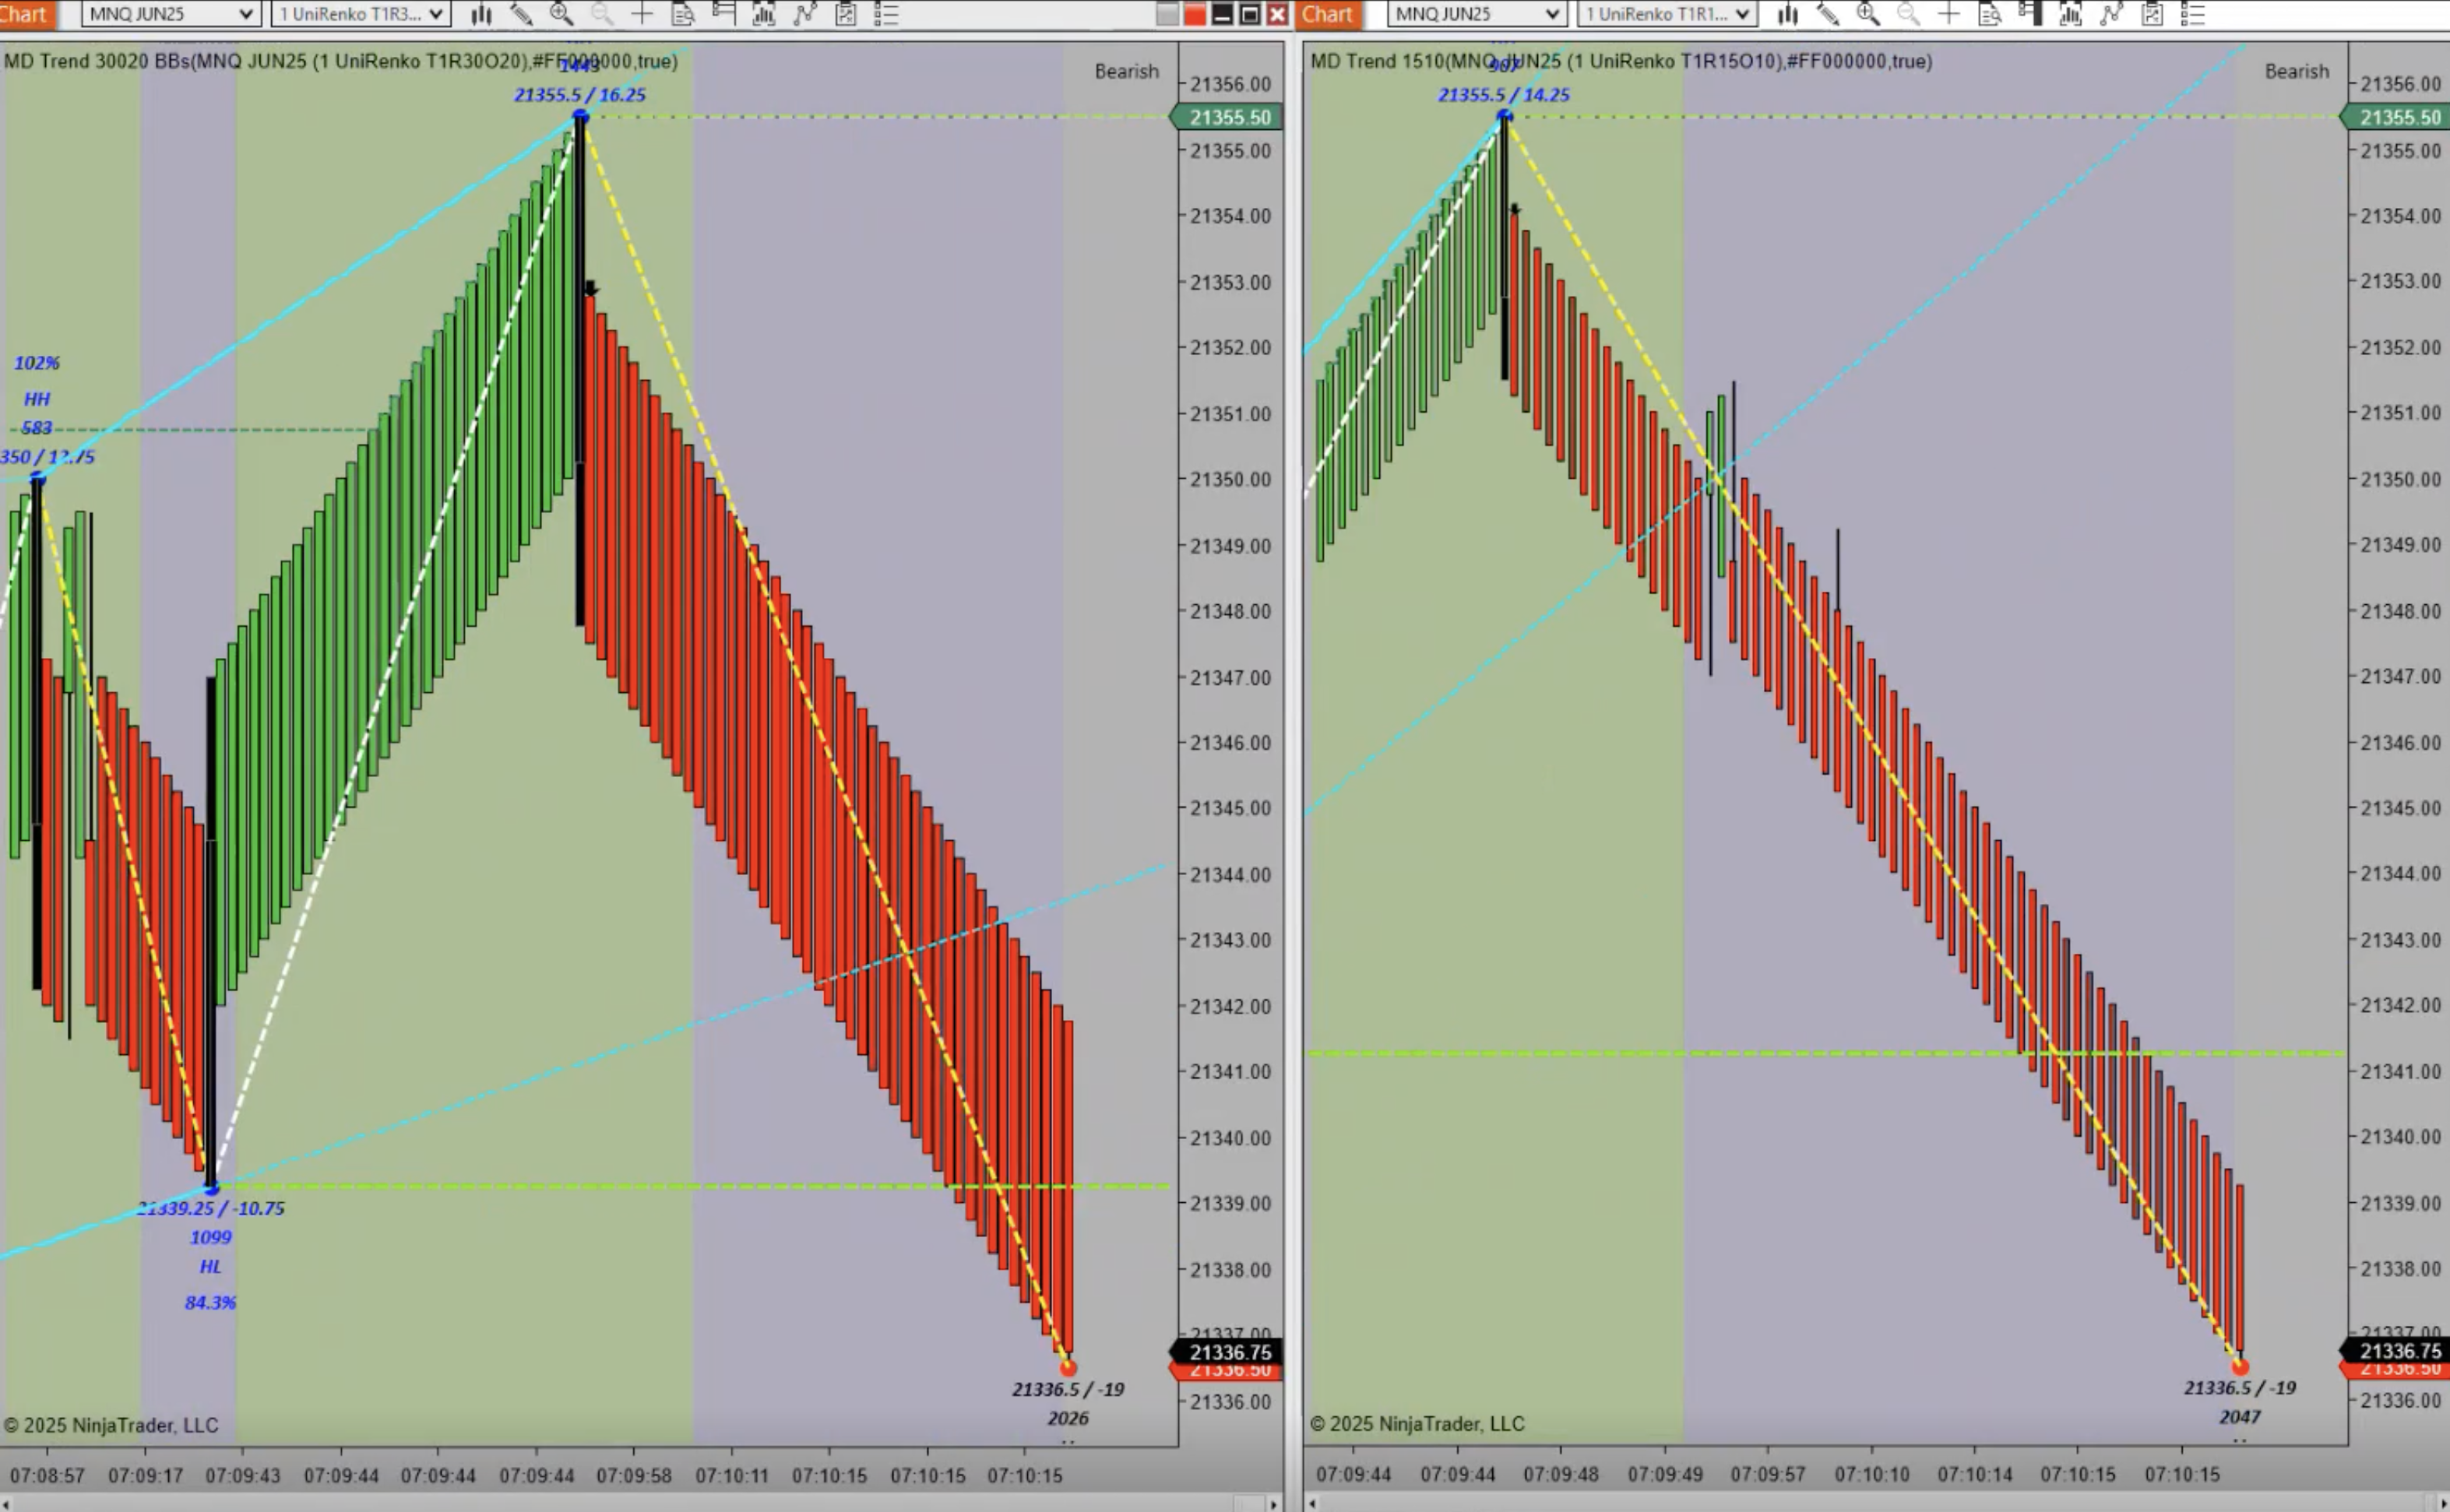 Chart
MNQ JUN25
1 UniRenko T1R3...
Chart
MNQ JUN25
1 UniRenko T1R1...
MD Trend 30020 BBs(MNQ JUN25 (1 UniRenko T1R30O20),#FF000000,true)
Bearish
1443
21355.5 / 16.25
102%
HH
583
350 / 12.75
21339.25 / -10.75
1099
HL
84.3%
21336.5 / -19
2026
21356.00
21355.50
21355.00
21354.00
21353.00
21352.00
21351.00
21350.00
21349.00
21348.00
21347.00
21346.00
21345.00
21344.00
21343.00
21342.00
21341.00
21340.00
21339.00
21338.00
21337.00
21336.75
21336.50
21336.00
© 2025 NinjaTrader, LLC
07:08:57 07:09:17 07:09:43 07:09:44 07:09:44 07:09:44 07:09:58 07:10:11 07:10:15 07:10:15 07:10:15
MD Trend 1510(MNQ JUN25 (1 UniRenko T1R15O10),#FF000000,true)
Bearish
907
21355.5 / 14.25
21336.5 / -19
2047
21356.00
21355.50
21355.00
21354.00
21353.00
21352.00
21351.00
21350.00
21349.00
21348.00
21347.00
21346.00
21345.00
21344.00
21343.00
21342.00
21341.00
21340.00
21339.00
21338.00
21337.00
21336.75
21336.50
21336.00
© 2025 NinjaTrader, LLC
07:09:44 07:09:44 07:09:48 07:09:49 07:09:57 07:10:10 07:10:14 07:10:15 07:10:15